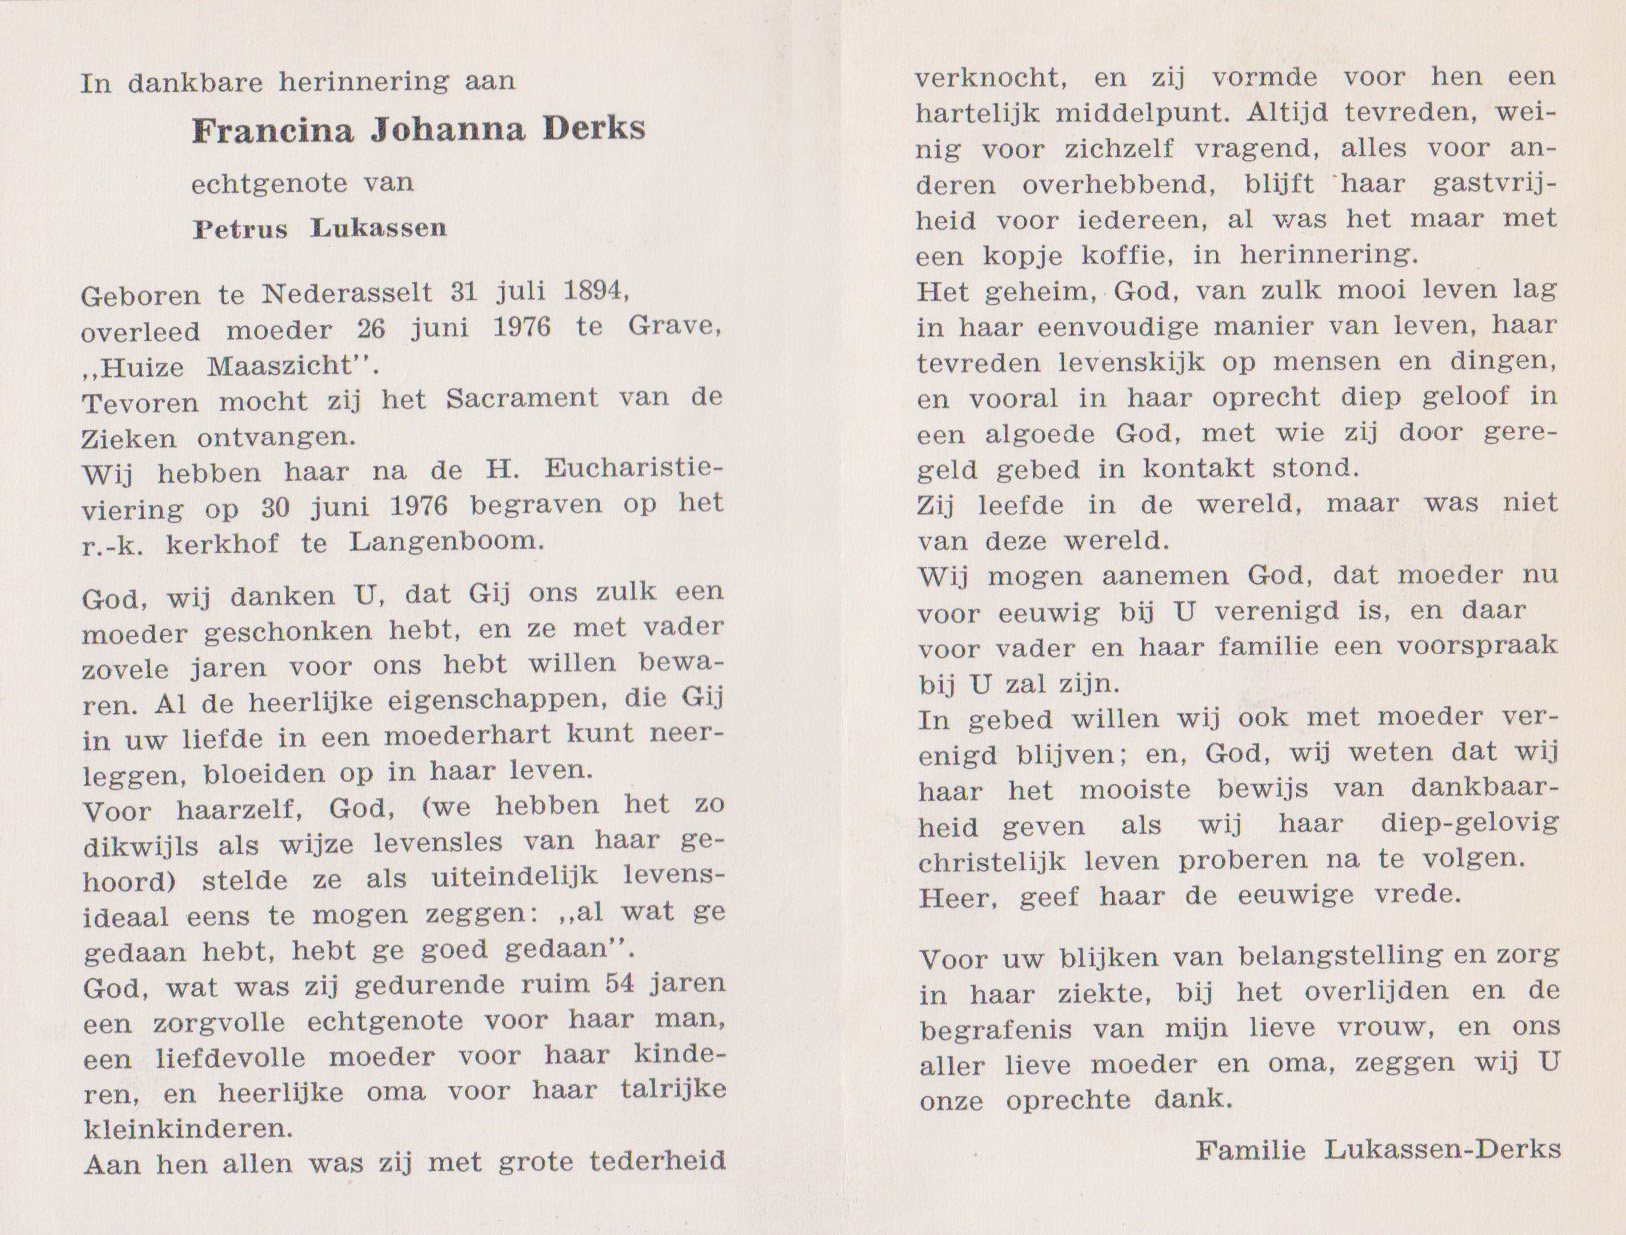 In dankbare herinnering aan
Francina Johanna Derks
echtgenote van
Petrus Lukassen
Geboren te Nederasselt 31 juli 1894,
overleed moeder 26 juni 1976 te Grave,
,,Huize Maaszicht''.
Tevoren mocht zij het Sacrament van de
Zieken ontvangen.
Wij hebben haar na de H. Eucharistie-
viering op 30 juni 1976 begraven op het
r.-k. kerkhof te Langenboom.
God, wij danken U, dat Gij ons zulk een
moeder geschonken hebt, en ze met vader
zovele jaren voor ons hebt willen bewa-
ren. Al de heerlijke eigenschappen, die Gij
in uw liefde in een moederhart kunt neer-
leggen, bloeiden op in haar leven.
Voor haarzelf, God, (we hebben het zo
dikwijls als wijze levensles van haar ge-
hoord) stelde ze als uiteindelijk levens-
ideaal eens te mogen zeggen: ,,al wat ge
gedaan hebt, hebt ge goed gedaan''.
God, wat was zij gedurende ruim 54 jaren
een zorgvolle echtgenote voor haar man,
een liefdevolle moeder voor haar kinde-
ren, en heerlijke oma voor haar talrijke
kleinkinderen.
Aan hen allen was zij met grote tederheid
verknocht, en zij vormde voor hen een
hartelijk middelpunt. Altijd tevreden, wei-
nig voor zichzelf vragend, alles voor an-
deren overhebbend, blijft haar gastvrij-
heid voor iedereen, al was het maar met
een kopje koffie, in herinnering.
Het geheim, God, van zulk mooi leven lag
in haar eenvoudige manier van leven, haar
tevreden levenskijk op mensen en dingen,
en vooral in haar oprecht diep geloof in
een algoede God, met wie zij door gere-
geld gebed in kontakt stond.
Zij leefde in de wereld, maar was niet
van deze wereld.
Wij mogen aanemen God, dat moeder nu
voor eeuwig bij U verenigd is, en daar
voor vader en haar familie een voorspraak
bij U zal zijn.
In gebed willen wij ook met moeder ver-
enigd blijven; en, God, wij weten dat wij
haar het mooiste bewijs van dankbaar-
heid geven als wij haar diep-gelovig
christelijk leven proberen na te volgen.
Heer, geef haar de eeuwige vrede.
Voor uw blijken van belangstelling en zorg
in haar ziekte, bij het overlijden en de
begrafenis van mijn lieve vrouw, en ons
aller lieve moeder en oma, zeggen wij U
onze oprechte dank.
Familie Lukassen-Derks